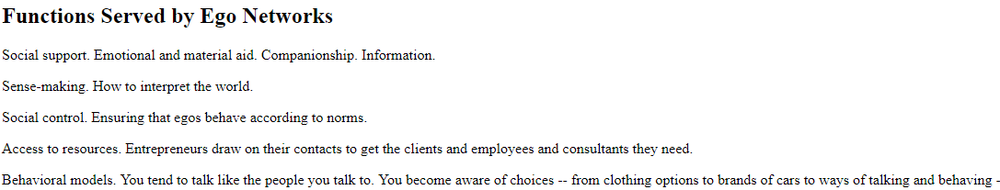 Functions Served by Ego Networks
Social support. Emotional and material aid. Companionship. Information.
Sense-making. How to interpret the world.
Social control. Ensuring that egos behave according to norms.
Access to resources. Entrepreneurs draw on their contacts to get the clients and employees and consultants they need.
Behavioral models. You tend to talk like the people you talk to. You become aware of choices -- from clothing options to brands of cars to ways of talking and behaving -